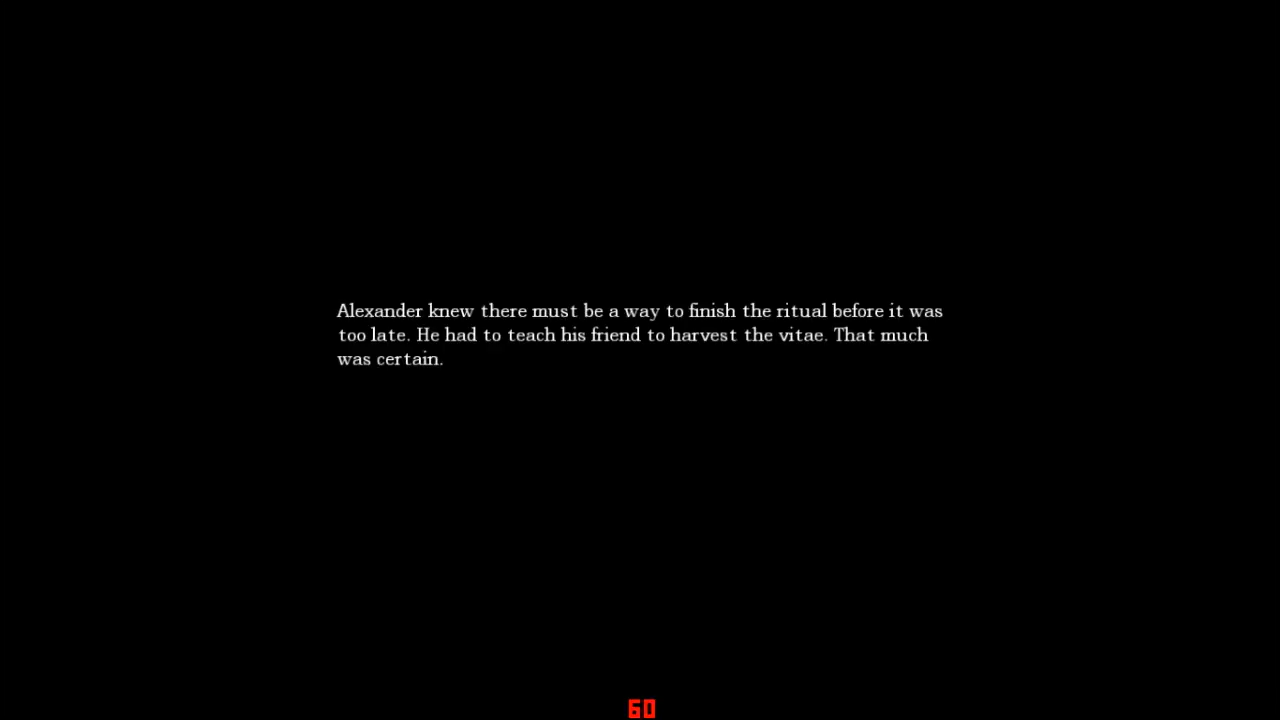 Alexander knew there must be a way to finish the ritual before it was
too late. He had to teach his friend to harvest the vitae. That much
was certain.
60